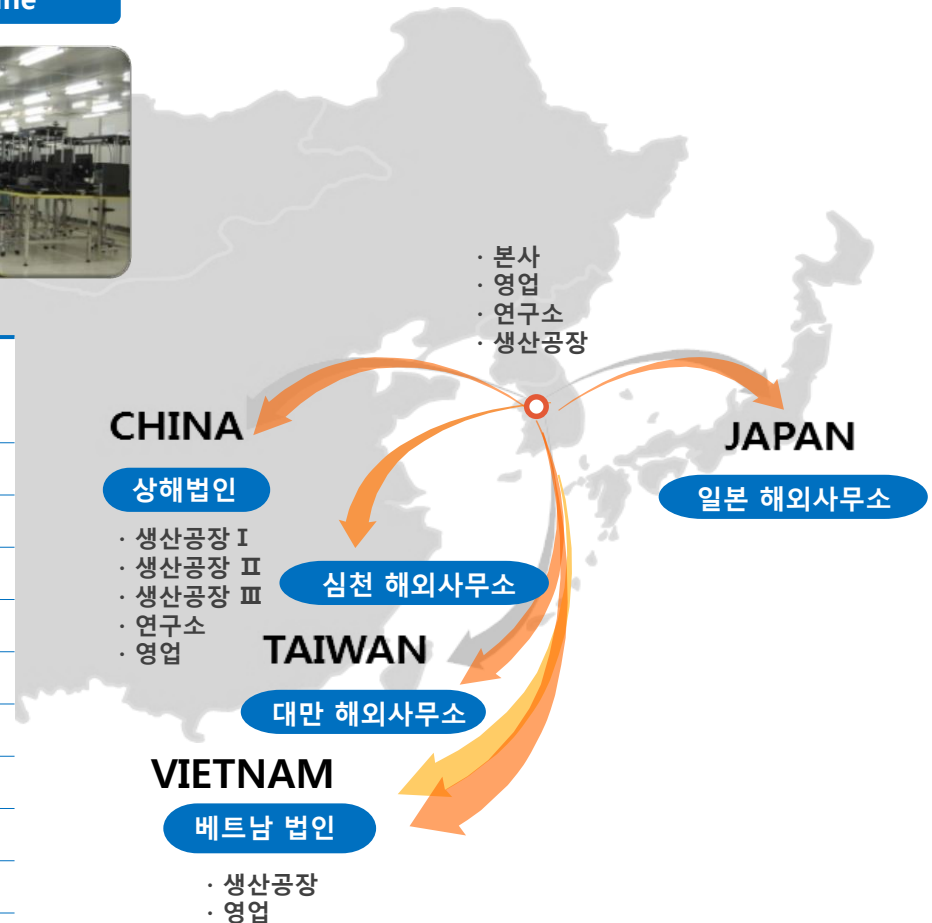 · 본사
· 영업
· 연구소
· 생산공장
CHINA
상해법인
· 생산공장 Ⅰ
· 생산공장 Ⅱ
· 생산공장 Ⅲ
· 연구소
· 영업
심천 해외사무소
JAPAN
일본 해외사무소
TAIWAN
대만 해외사무소
VIETNAM
베트남 법인
· 생산공장
· 영업